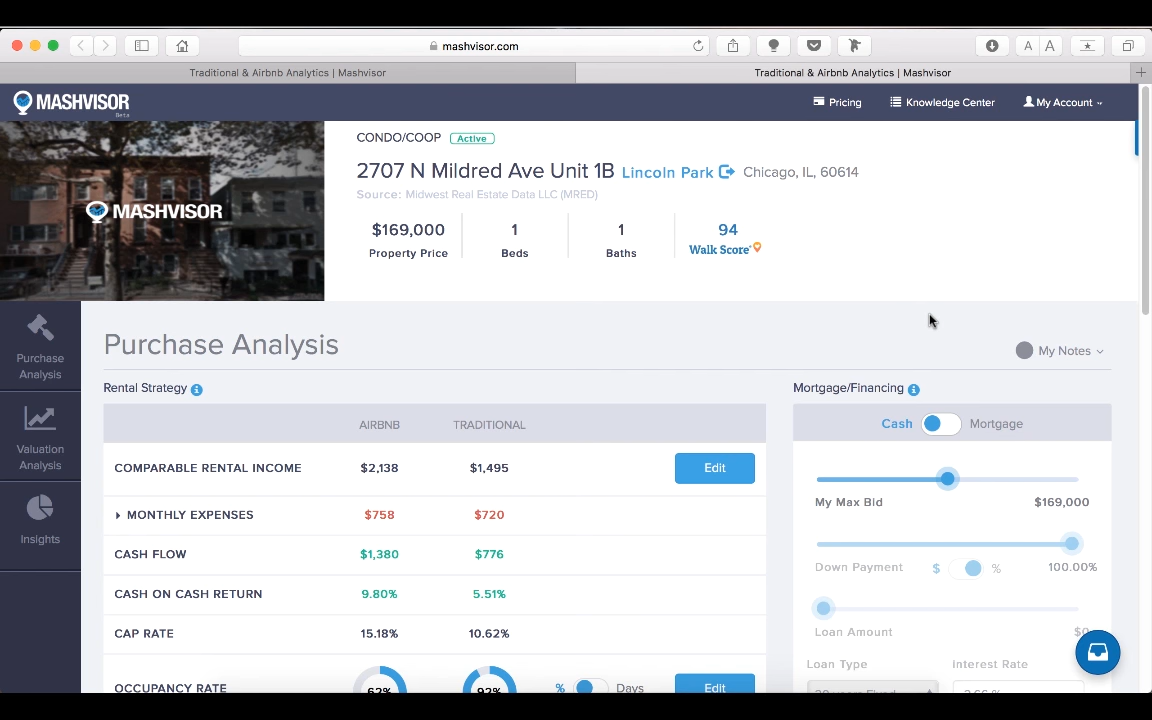 mashvisor.com
A A
Traditional & Airbnb Analytics | Mashvisor
Traditional & Airbnb Analytics | Mashvisor
MASHVISOR
Beta
Pricing
Knowledge Center
My Account
MASHVISOR
CONDO/COOP Active
2707 N Mildred Ave Unit 1B Lincoln Park Chicago, IL, 60614
Source: Midwest Real Estate Data LLC (MRED)
$169,000 1 1 94
Property Price Beds Baths Walk Score®
Purchase Analysis
Valuation Analysis
Insights
Purchase Analysis
My Notes
Rental Strategy
AIRBNB TRADITIONAL
COMPARABLE RENTAL INCOME $2,138 $1,495 Edit
MONTHLY EXPENSES $758 $720
CASH FLOW $1,380 $776
CASH ON CASH RETURN 9.80% 5.51%
CAP RATE 15.18% 10.62%
OCCUPANCY RATE 62% 92% % Days Edit
Mortgage/Financing
Cash Mortgage
My Max Bid $169,000
Down Payment $ % 100.00%
Loan Amount $0
Loan Type Interest Rate